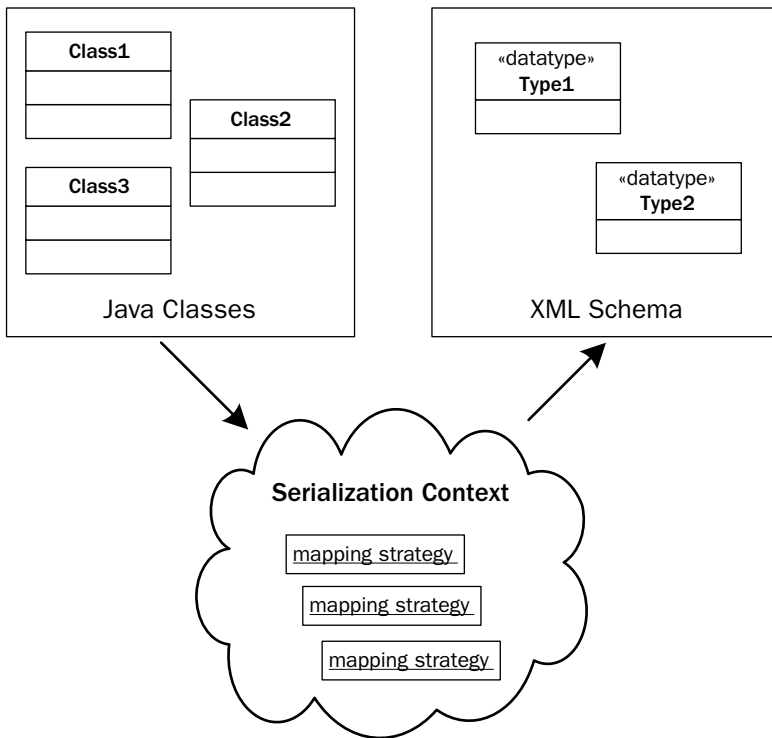 Class1
Class2
Class3
Java Classes
«datatype»
Type1
«datatype»
Type2
XML Schema
Serialization Context
mapping strategy
mapping strategy
mapping strategy